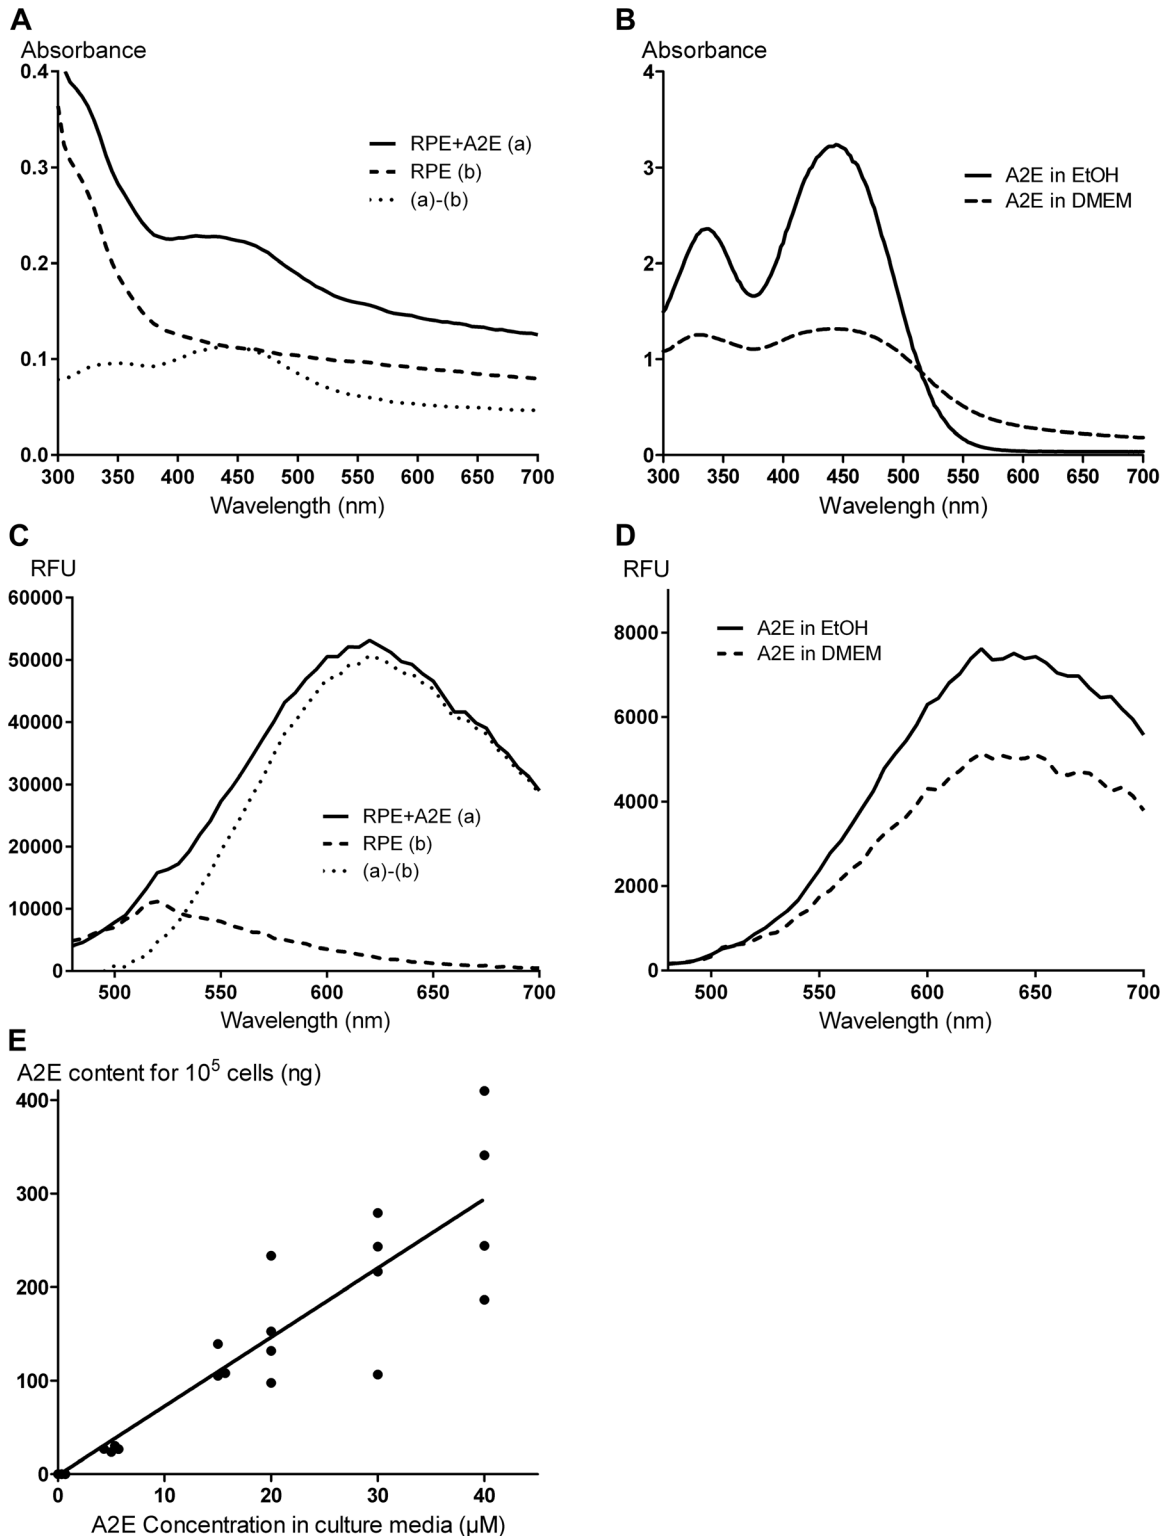 A
Absorbance
0.4
0.3
0.2
0.1
0.0
300 350 400 450 500 550 600 650 700
Wavelength (nm)
RPE+A2E (a)
RPE (b)
(a)-(b)
B
Absorbance
4
3
2
1
0
300 350 400 450 500 550 600 650 700
Wavelengh (nm)
A2E in EtOH
A2E in DMEM
C
RFU
60000
50000
40000
30000
20000
10000
0
500 550 600 650 700
Wavelength (nm)
RPE+A2E (a)
RPE (b)
(a)-(b)
D
RFU
8000
6000
4000
2000
0
500 550 600 650 700
Wavelength (nm)
A2E in EtOH
A2E in DMEM
E
A2E content for 10⁵ cells (ng)
400
300
200
100
0
0 10 20 30 40
A2E Concentration in culture media (µM)